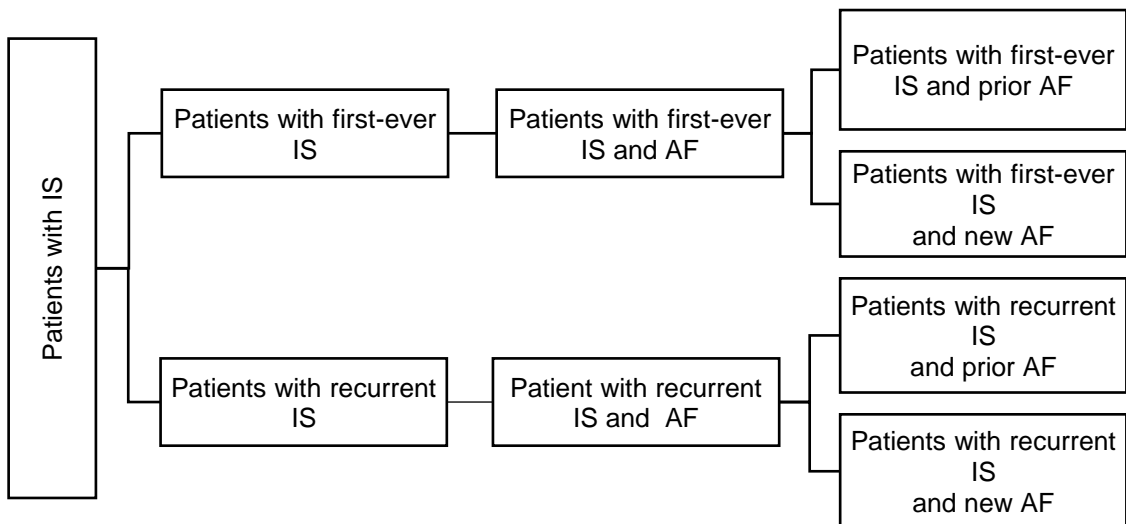 Patients with IS
Patients with first-ever
IS
Patients with first-ever
IS and AF
Patients with first-ever
IS and prior AF
Patients with first-ever
IS
and new AF
Patients with recurrent
IS
Patient with recurrent
IS and  AF
Patients with recurrent
IS
and prior AF
Patients with recurrent
IS
and new AF